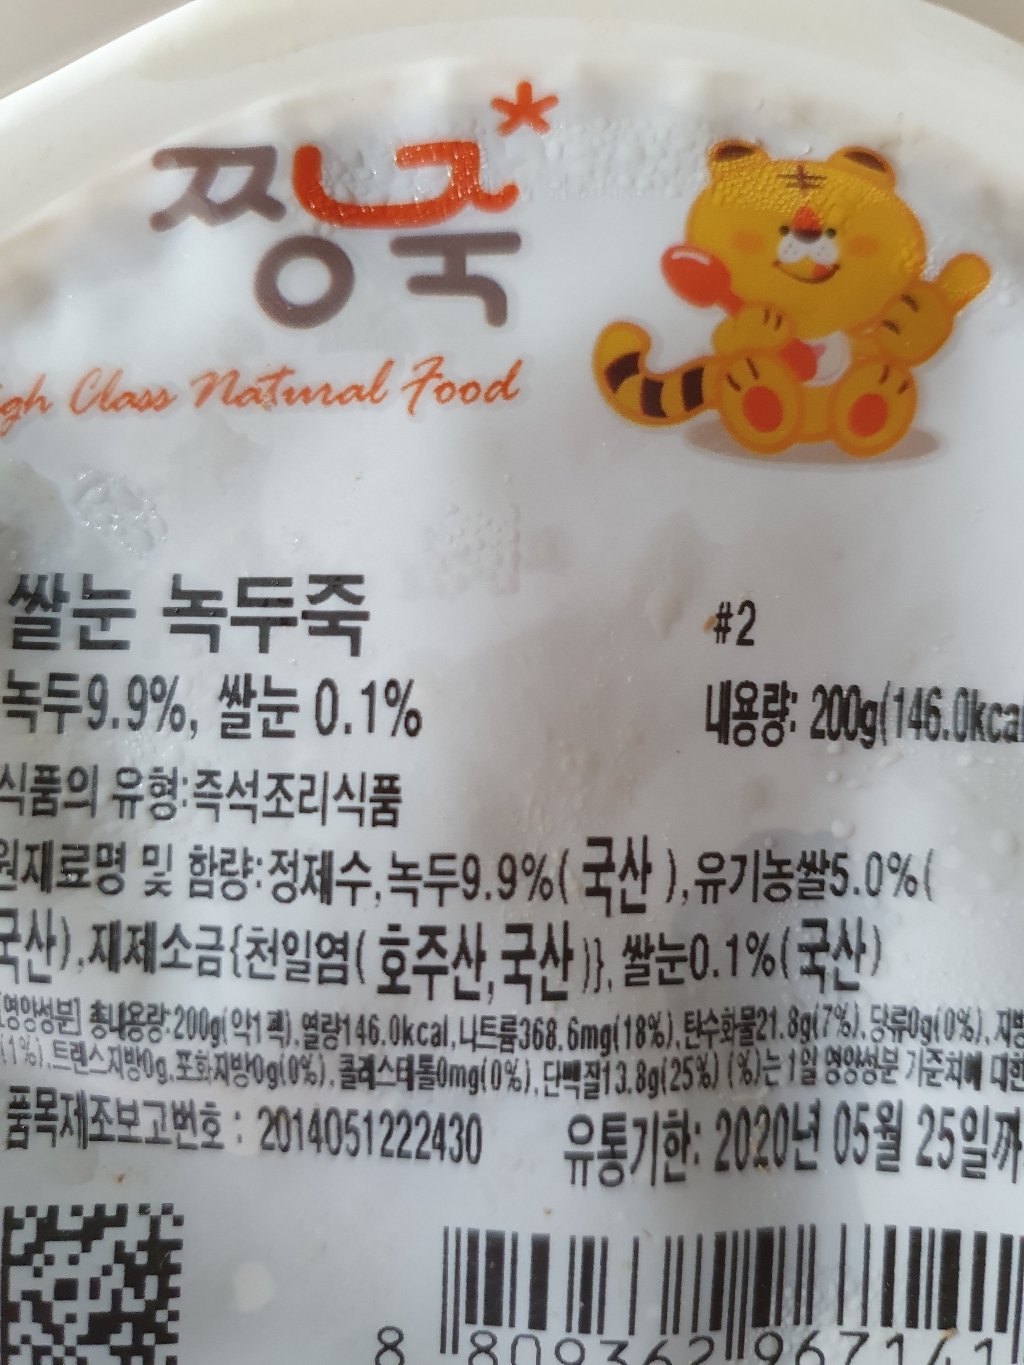 짱죽*
gh Class Natural Food
쌀눈 녹두죽 #2
녹두9.9%, 쌀눈 0.1% 내용량: 200g(146.0kcal
식품의 유형:즉석조리식품
원재료명 및 함량:정제수,녹두9.9%( 국산 ),유기농쌀5.0%(
국산),재제소금{천일염( 호주산,국산 )}, 쌀눈0.1%(국산)
[영양성분] 총내용량:200g(약1팩),열량146.0kcal,나트륨368.6mg(18%),탄수화물21.8g(7%),당류0g(0%),지방
(1%),트랜스지방0g,포화지방0g(0%),콜레스테롤0mg(0%),단백질13.8g(25%) (%)는 1일 영양성분 기준치에 대한
품목제조보고번호 : 2014051222430 유통기한: 2020년 05월 25일까
8 809362 967141